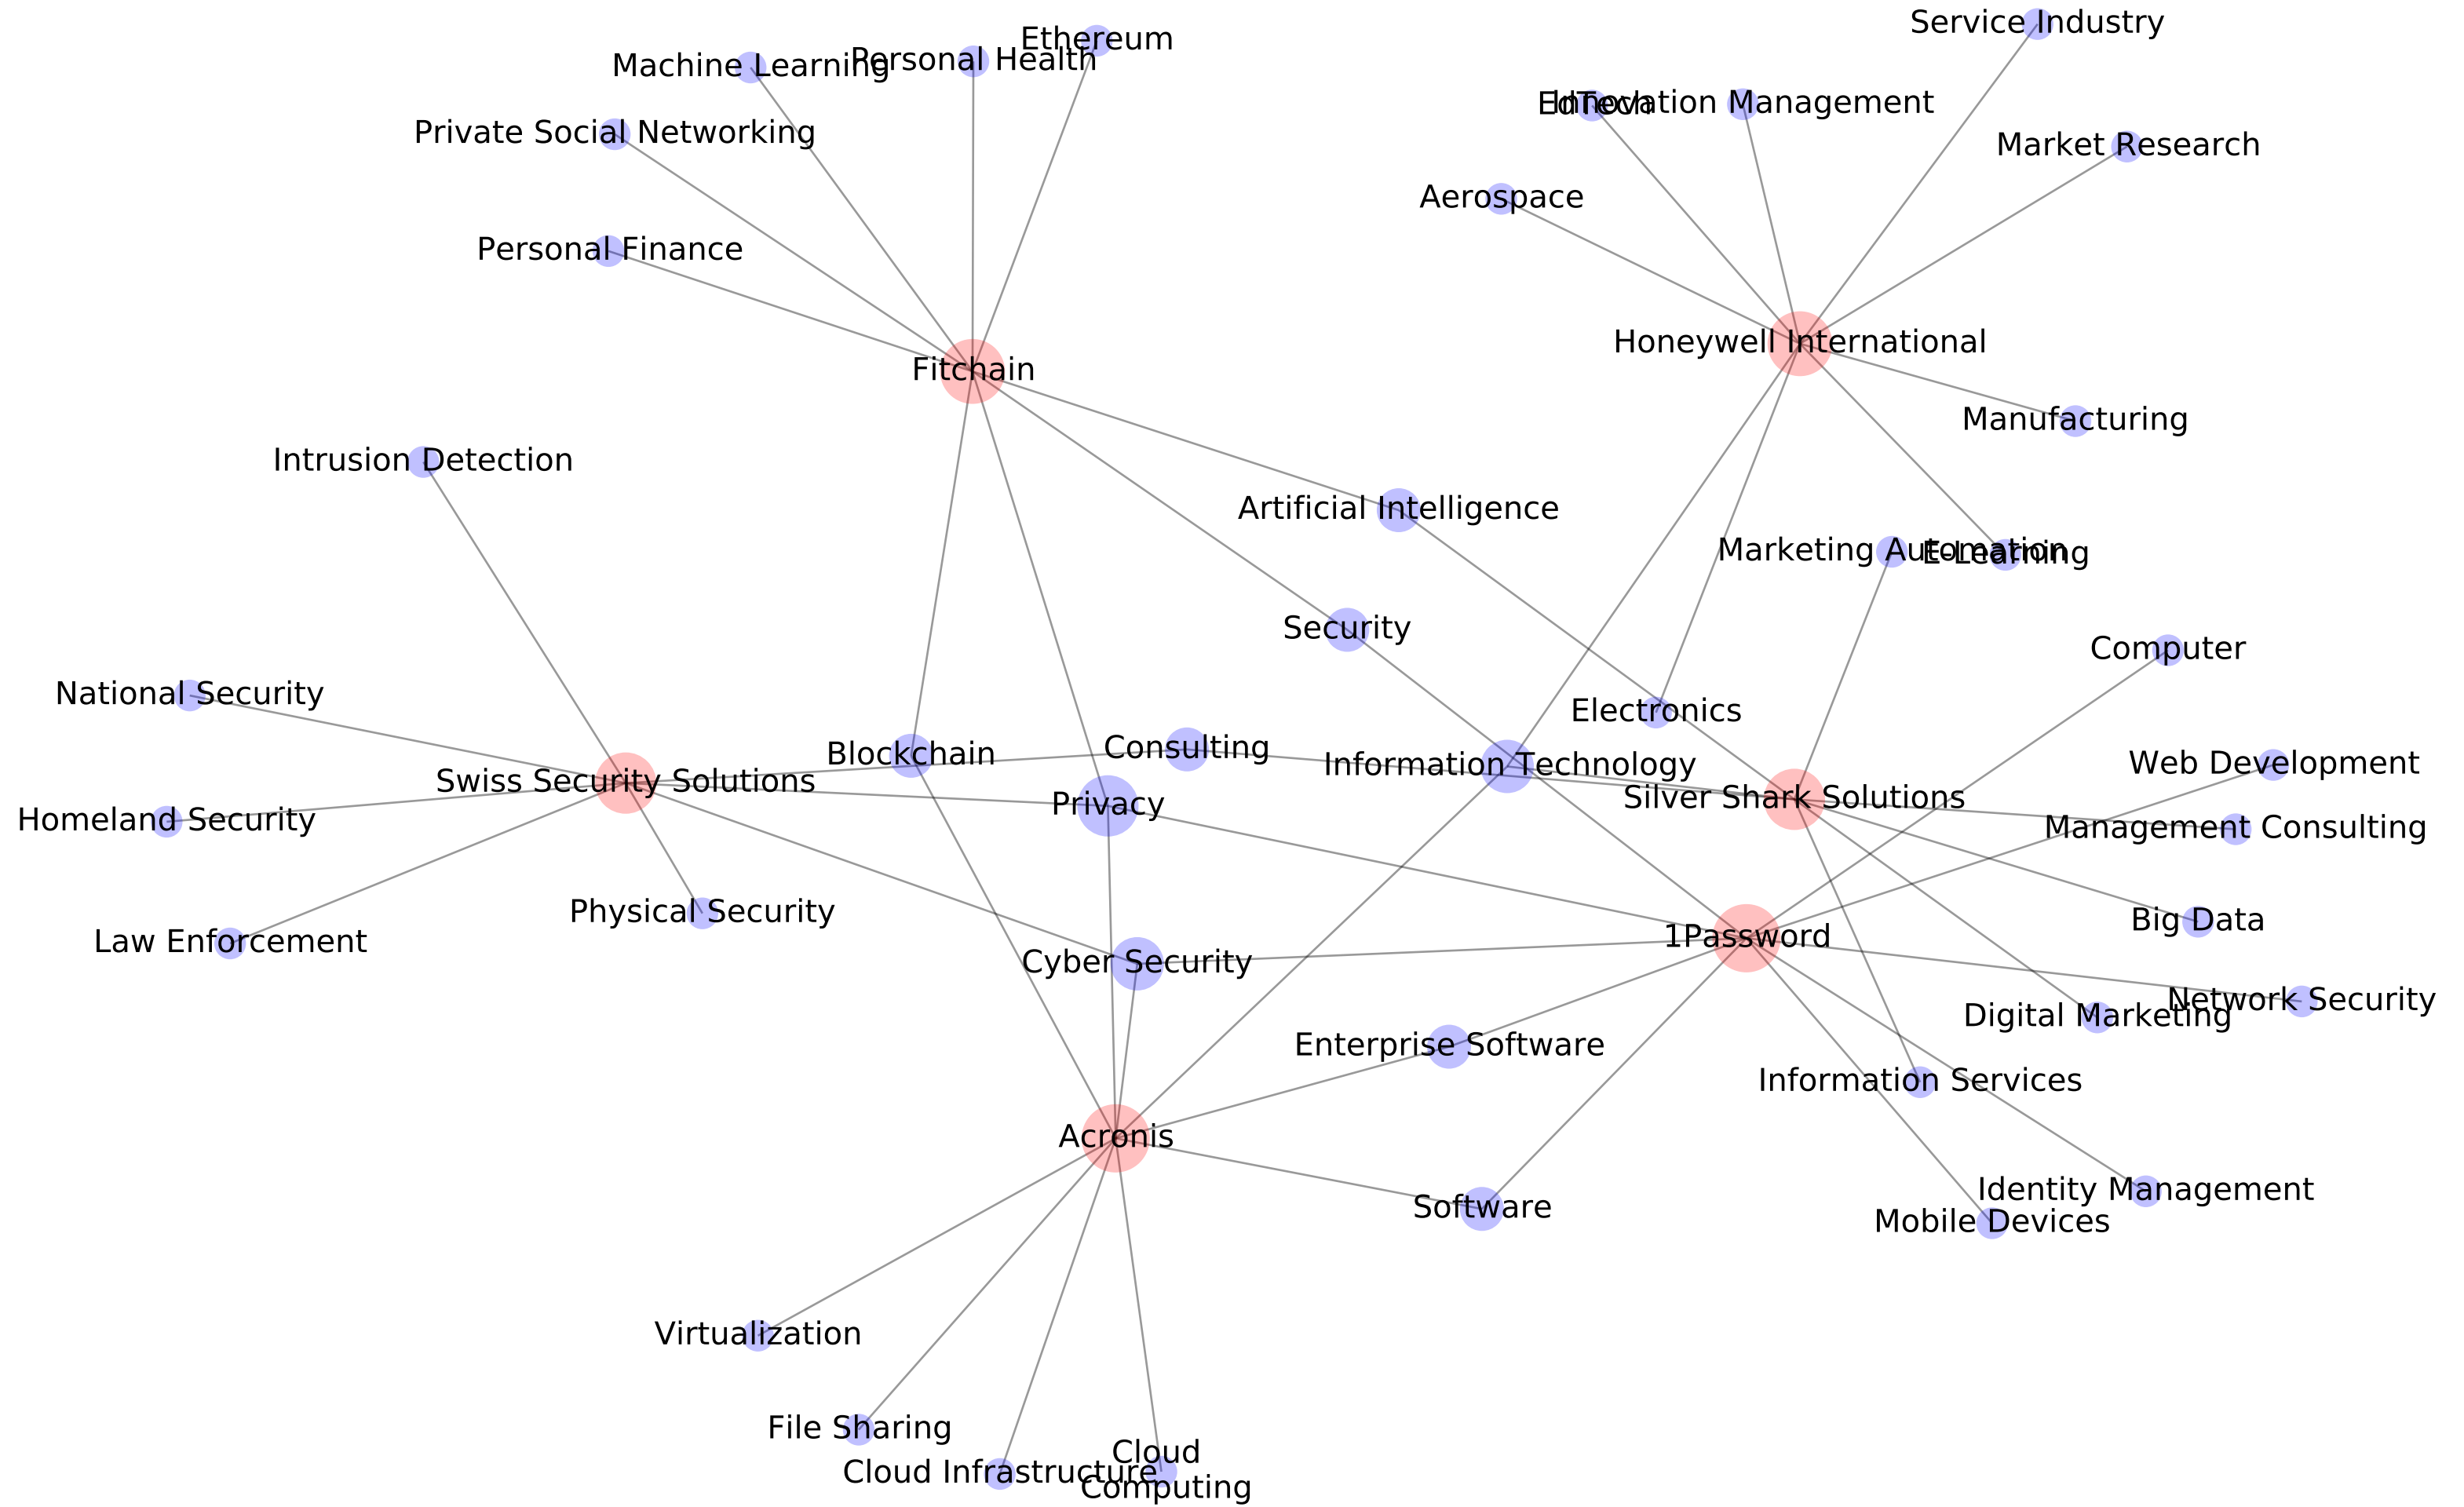 Service Industry
Ethereum
Personal Health
Machine Learning
EdTech
Innovation Management
Private Social Networking
Market Research
Aerospace
Personal Finance
Honeywell International
Fitchain
Manufacturing
Intrusion Detection
Artificial Intelligence
Marketing Automation
E-Learning
Security
Computer
National Security
Electronics
Blockchain
Consulting
Information Technology
Web Development
Swiss Security Solutions
Silver Shark Solutions
Privacy
Homeland Security
Management Consulting
Physical Security
Big Data
1Password
Law Enforcement
Cyber Security
Network Security
Digital Marketing
Enterprise Software
Information Services
Acronis
Identity Management
Software
Mobile Devices
Virtualization
File Sharing
Cloud Infrastructure
Cloud
Computing